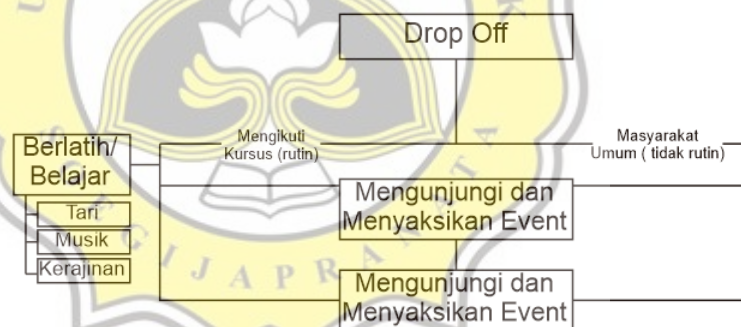 Drop Off
Mengikuti
Kursus (rutin)
Masyarakat
Umum ( tidak rutin)
Berlatih/
Belajar
Tari
Musik
Kerajinan
Mengunjungi dan
Menyaksikan Event
Mengunjungi dan
Menyaksikan Event
SOEGIJAPRANATA